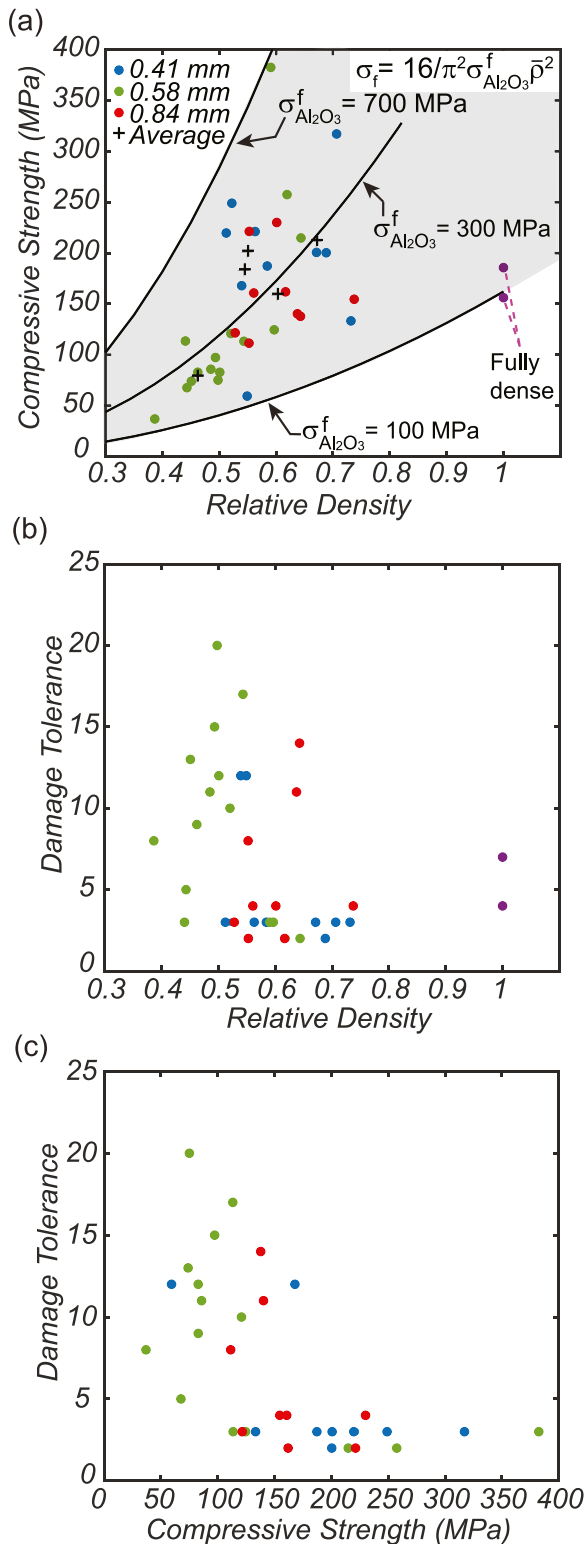 (a)
400
350
300
250
200
150
100
50
0
Compressive Strength (MPa)
0.41 mm
0.58 mm
0.84 mm
+ Average
σf = 16/π²σᶠAl₂O₃ρ̄²
σᶠAl₂O₃ = 700 MPa
σᶠAl₂O₃ = 300 MPa
σᶠAl₂O₃ = 100 MPa
Fully
dense
0.3 0.4 0.5 0.6 0.7 0.8 0.9 1
Relative Density
(b)
25
20
15
10
5
0
Damage Tolerance
0.3 0.4 0.5 0.6 0.7 0.8 0.9 1
Relative Density
(c)
25
20
15
10
5
0
Damage Tolerance
0 50 100 150 200 250 300 350 400
Compressive Strength (MPa)